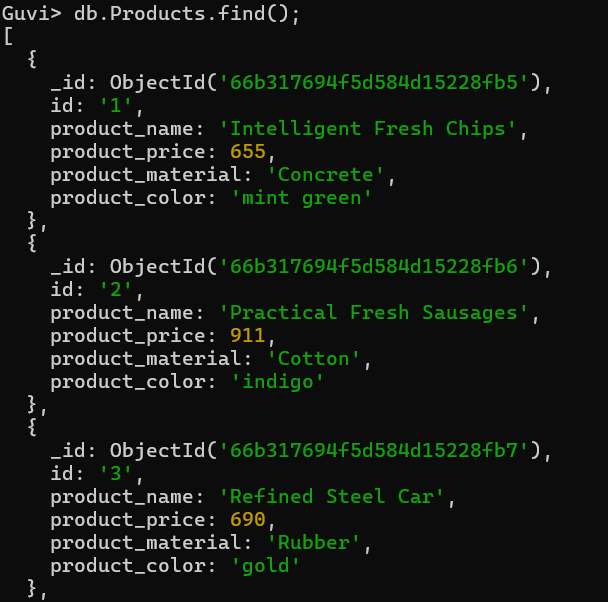 Guvi> db.Products.find();
[
  {
    _id: ObjectId('66b317694f5d584d15228fb5'),
    id: '1',
    product_name: 'Intelligent Fresh Chips',
    product_price: 655,
    product_material: 'Concrete',
    product_color: 'mint green'
  },
  {
    _id: ObjectId('66b317694f5d584d15228fb6'),
    id: '2',
    product_name: 'Practical Fresh Sausages',
    product_price: 911,
    product_material: 'Cotton',
    product_color: 'indigo'
  },
  {
    _id: ObjectId('66b317694f5d584d15228fb7'),
    id: '3',
    product_name: 'Refined Steel Car',
    product_price: 690,
    product_material: 'Rubber',
    product_color: 'gold'
  },